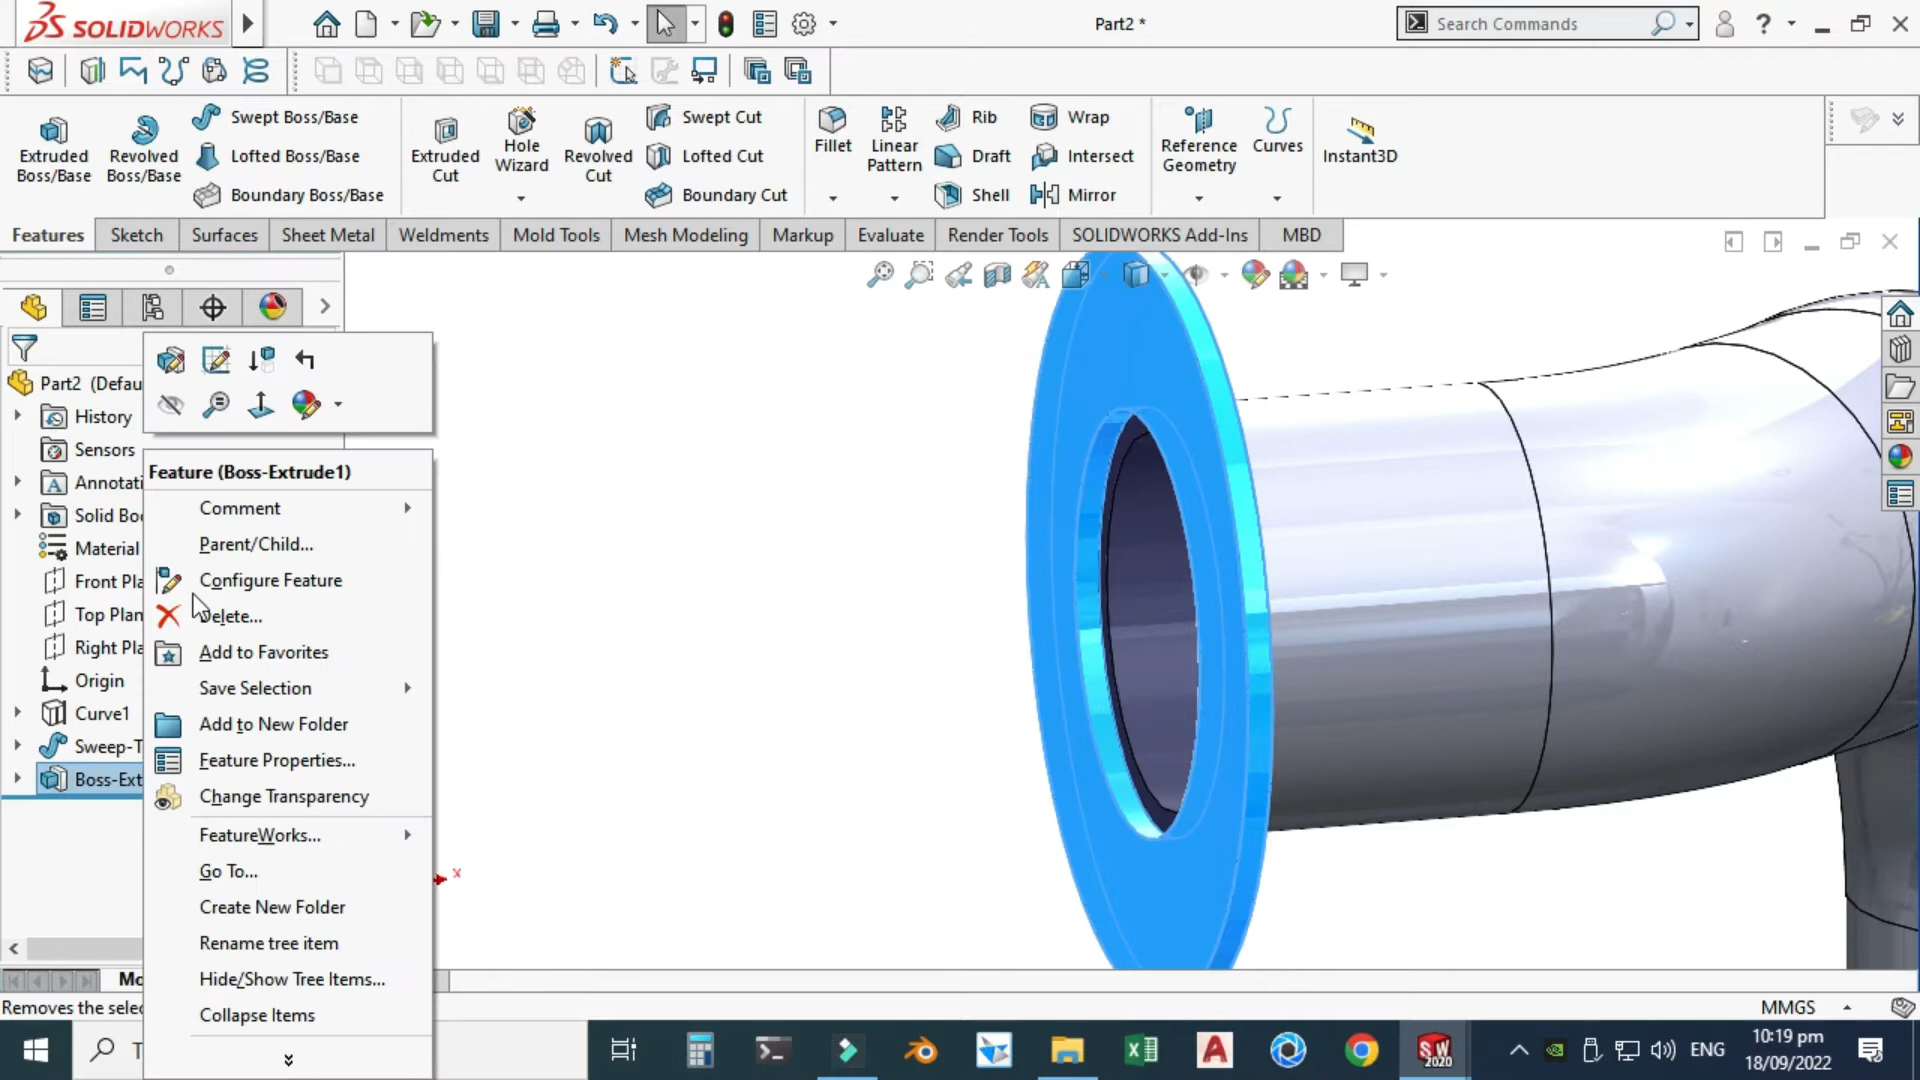 SOLIDWORKS
Part2 *
Search Commands
Extruded Boss/Base
Revolved Boss/Base
Swept Boss/Base
Lofted Boss/Base
Boundary Boss/Base
Extruded Cut
Hole Wizard
Revolved Cut
Swept Cut
Lofted Cut
Boundary Cut
Fillet
Linear Pattern
Rib
Draft
Shell
Wrap
Intersect
Mirror
Reference Geometry
Curves
Instant3D
Features
Sketch
Surfaces
Sheet Metal
Weldments
Mold Tools
Mesh Modeling
Markup
Evaluate
Render Tools
SOLIDWORKS Add-Ins
MBD
Part2 (Defau
History
Sensors
Annotati
Solid Bo
Material
Front Pla
Top Plan
Right Pla
Origin
Curve1
Sweep-T
Boss-Ext
Feature (Boss-Extrude1)
Comment
Parent/Child...
Configure Feature
Delete...
Add to Favorites
Save Selection
Add to New Folder
Feature Properties...
Change Transparency
FeatureWorks...
Go To...
Create New Folder
Rename tree item
Hide/Show Tree Items...
Collapse Items
x
Mo
Removes the selec
MMGS
T
SW
2020
ENG
10:19 pm
18/09/2022